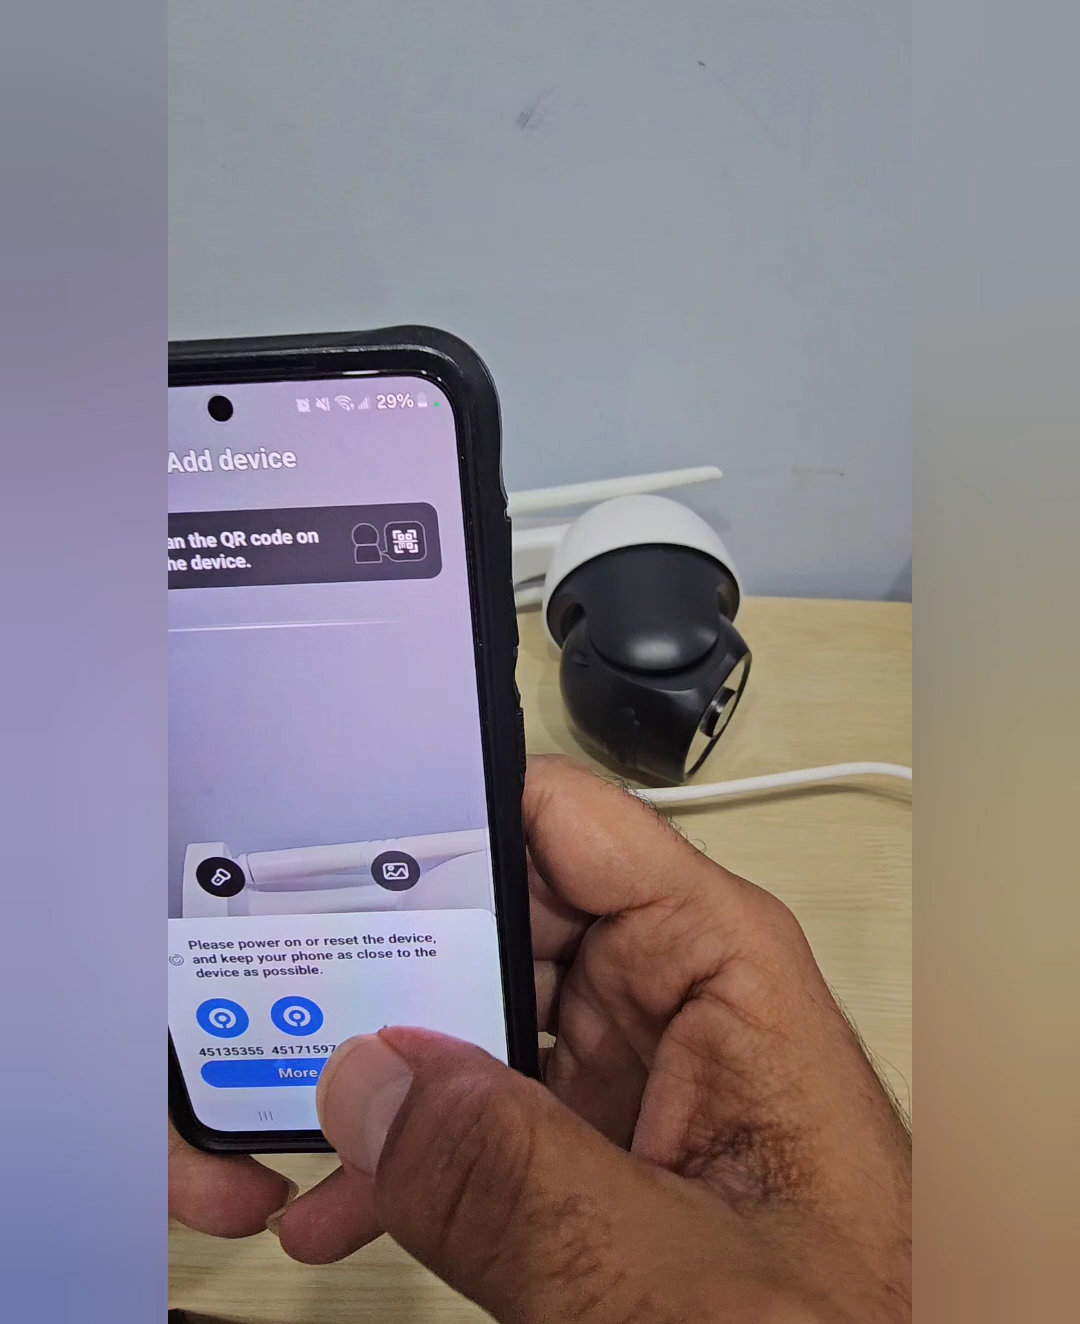 29%
Add device
an the QR code on
he device.
Please power on or reset the device,
and keep your phone as close to the
device as possible.
45135355 4517159
More